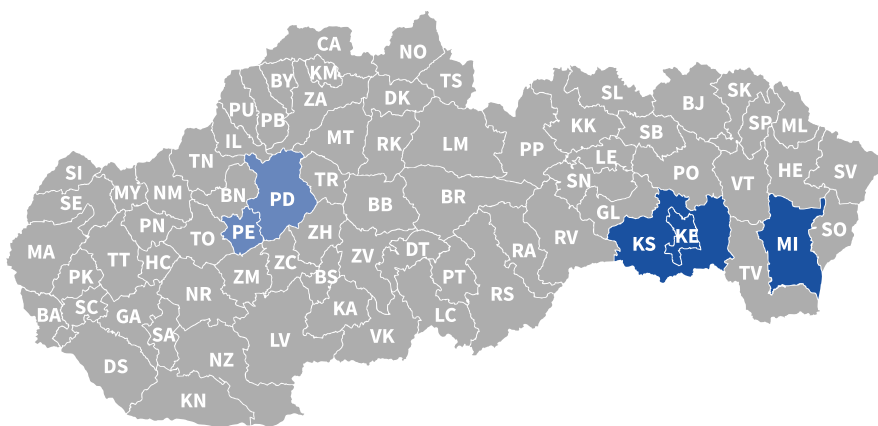 CA
NO
BY
KM
TS
ZA
DK
PU
PB
SL
SK
BJ
IL
MT
RK
LM
PP
KK
SB
SP
ML
TN
LE
SI
MY
NM
BN
PD
TR
BB
BR
SN
PO
VT
HE
SV
SE
PN
TO
PE
ZH
GL
RV
KS
KE
MI
SO
MA
TT
HC
ZM
ZC
BS
ZV
DT
RA
PK
NR
PT
RS
TV
BA
SC
GA
SA
LV
KA
VK
LC
DS
NZ
KN